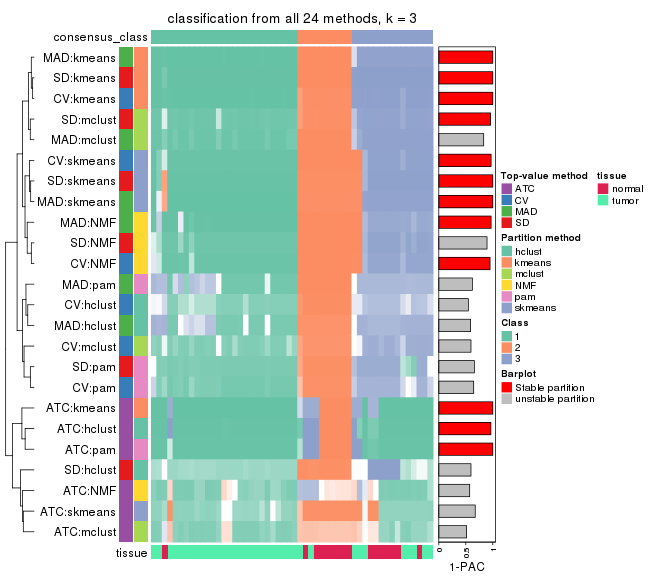 classification from all 24 methods, k = 3
consensus_class
MAD:kmeans
SD:kmeans
CV:kmeans
SD:mclust
MAD:mclust
CV:skmeans
SD:skmeans
MAD:skmeans
MAD:NMF
SD:NMF
CV:NMF
MAD:pam
CV:hclust
MAD:hclust
CV:mclust
SD:pam
CV:pam
ATC:kmeans
ATC:hclust
ATC:pam
SD:hclust
ATC:NMF
ATC:skmeans
ATC:mclust
tissue
0 0.5 1
1-PAC
Top-value method
ATC
CV
MAD
SD
Partition method
hclust
kmeans
mclust
NMF
pam
skmeans
Class
1
2
3
Barplot
Stable partition
unstable partition
tissue
normal
tumor